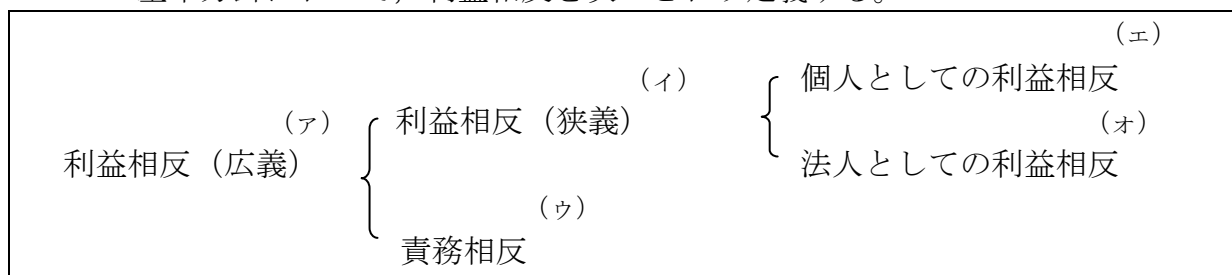 (エ)
(イ) 個人としての利益相反
(ア) 利益相反（狭義） (オ)
利益相反（広義） 法人としての利益相反
(ウ)
責務相反